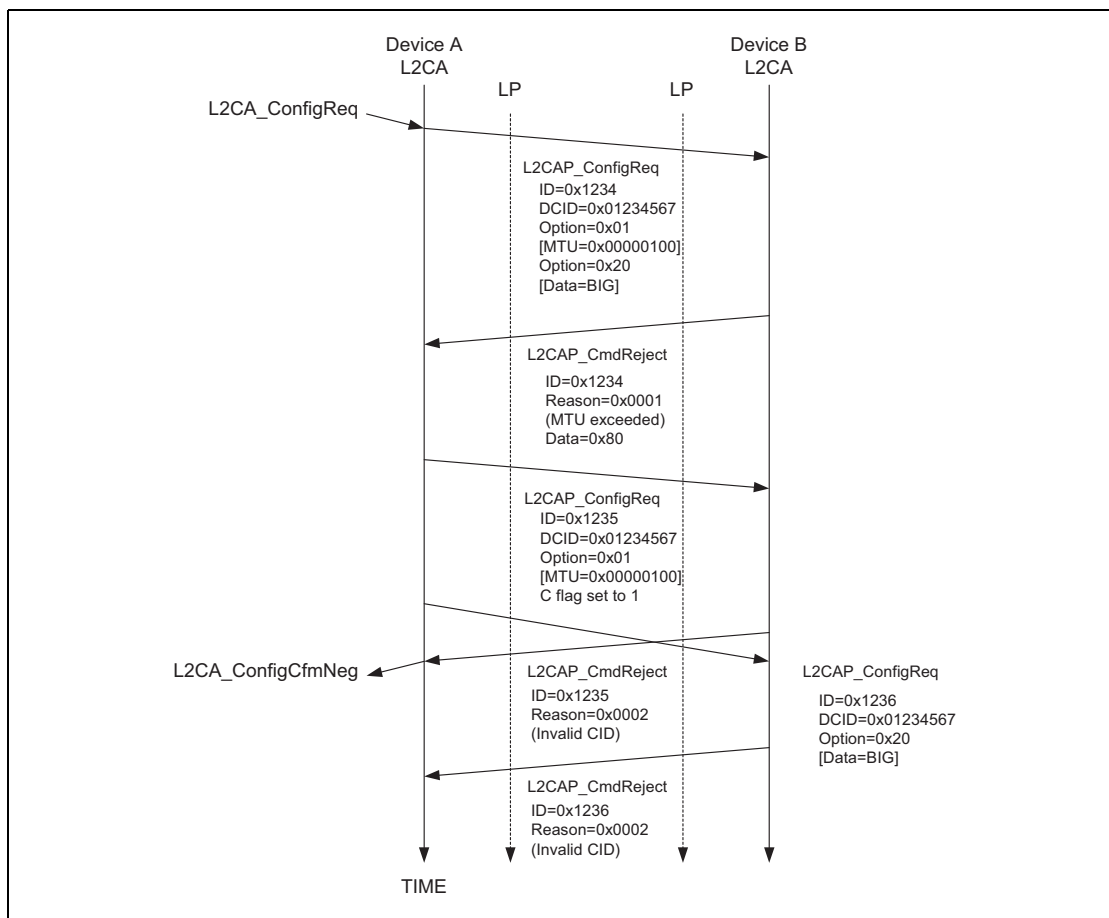 Device A
L2CA
Device B
L2CA
LP
LP
L2CA_ConfigReq
L2CAP_ConfigReq
ID=0x1234
DCID=0x01234567
Option=0x01
[MTU=0x00000100]
Option=0x20
[Data=BIG]
L2CAP_CmdReject
ID=0x1234
Reason=0x0001
(MTU exceeded)
Data=0x80
L2CAP_ConfigReq
ID=0x1235
DCID=0x01234567
Option=0x01
[MTU=0x00000100]
C flag set to 1
L2CA_ConfigCfmNeg
L2CAP_CmdReject
ID=0x1235
Reason=0x0002
(Invalid CID)
L2CAP_ConfigReq
ID=0x1236
DCID=0x01234567
Option=0x20
[Data=BIG]
L2CAP_CmdReject
ID=0x1236
Reason=0x0002
(Invalid CID)
TIME